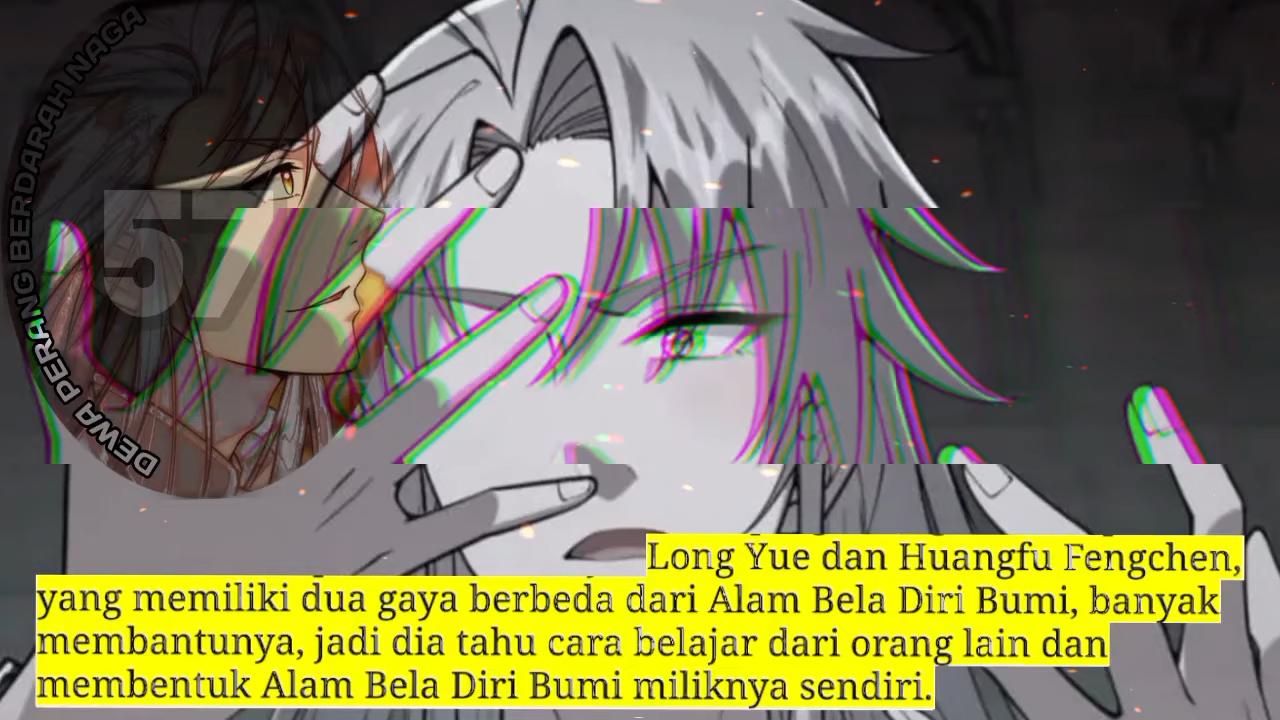 DEWA PERANG BERDARAH NAGA
57
Long Yue dan Huangfu Fengchen,
yang memiliki dua gaya berbeda dari Alam Bela Diri Bumi, banyak
membantunya, jadi dia tahu cara belajar dari orang lain dan
membentuk Alam Bela Diri Bumi miliknya sendiri.